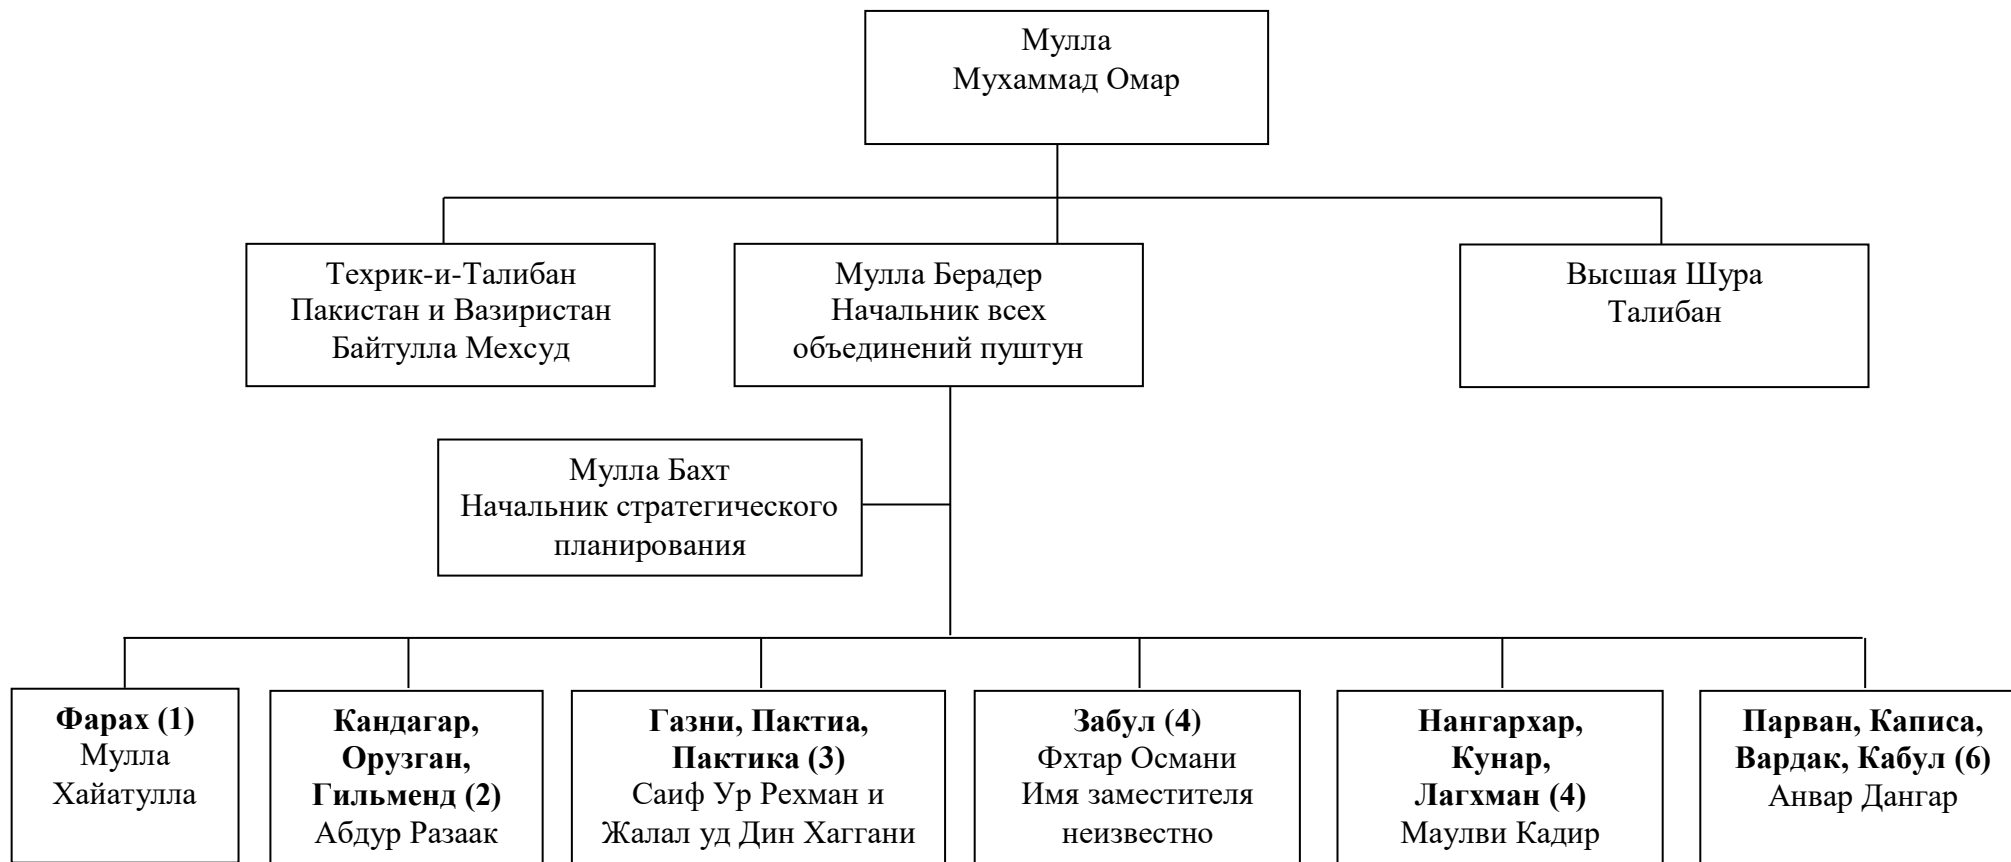 Мулла
Мухаммад Омар
Техрик-и-Талибан
Пакистан и Вазиристан
Байтулла Мехсуд
Мулла Берадер
Начальник всех
объединений пуштун
Высшая Шура
Талибан
Мулла Бахт
Начальник стратегического
планирования
Фарах (1)
Мулла
Хайатулла
Кандагар,
Орузган,
Гильменд (2)
Абдур Разаак
Газни, Пактиа,
Пактика (3)
Саиф Ур Рехман и
Жалал уд Дин Хаггани
Забул (4)
Фхтар Османи
Имя заместителя
неизвестно
Нангархар,
Кунар,
Лагхман (4)
Маулви Кадир
Парван, Каписа,
Вардак, Кабул (6)
Анвар Дангар